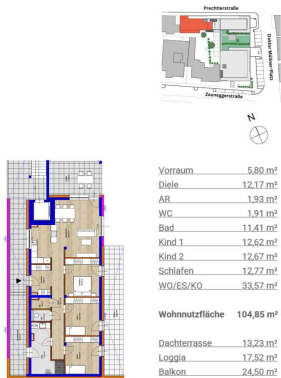 Prechtlerstraße
Doktor Müllner-Platz
Zaunaggerstraße
N
Vorraum 5,80 m²
Diele 12,17 m²
AR 1,93 m²
WC 1,91 m²
Bad 11,41 m²
Kind 1 12,62 m²
Kind 2 12,67 m²
Schlafen 12,77 m²
WO/ES/KO 33,57 m²
Wohnnutzfläche 104,85 m²
Dachterrasse 13,23 m²
Loggia 17,52 m²
Balkon 24,50 m²